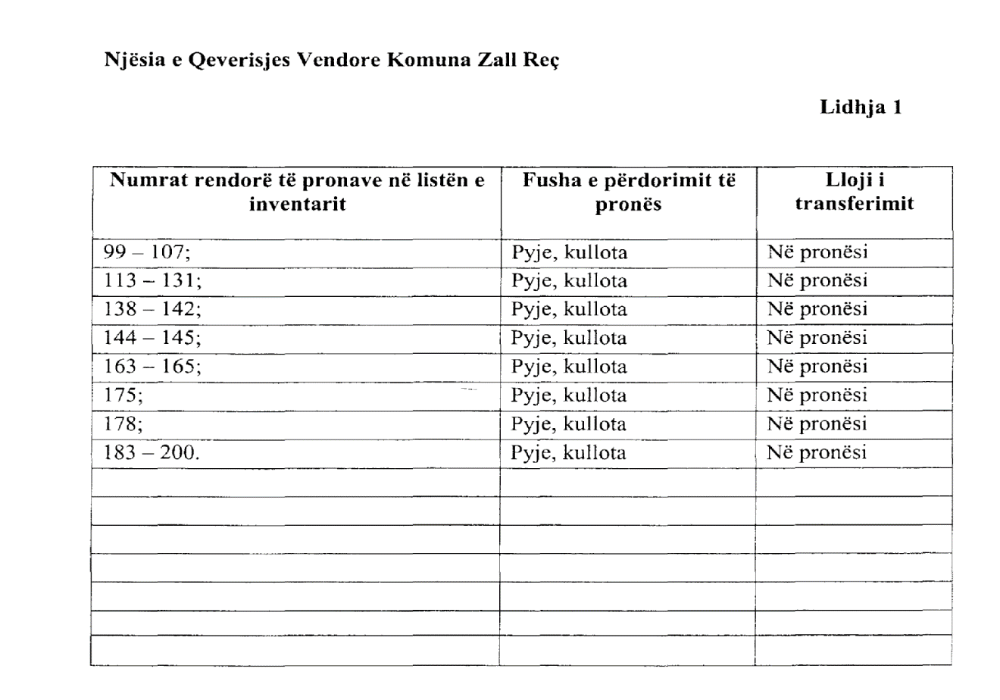 Njësia e Qeverisjes Vendore Komuna Zall Reç
Lidhja 1
Numrat rendorë të pronave në listën e inventarit Fusha e përdorimit të pronës Lloji i transferimit
99 – 107; Pyje, kullota Në pronësi
113 – 131; Pyje, kullota Në pronësi
138 – 142; Pyje, kullota Në pronësi
144 – 145; Pyje, kullota Në pronësi
163 – 165; Pyje, kullota Në pronësi
175; Pyje, kullota Në pronësi
178; Pyje, kullota Në pronësi
183 – 200. Pyje, kullota Në pronësi